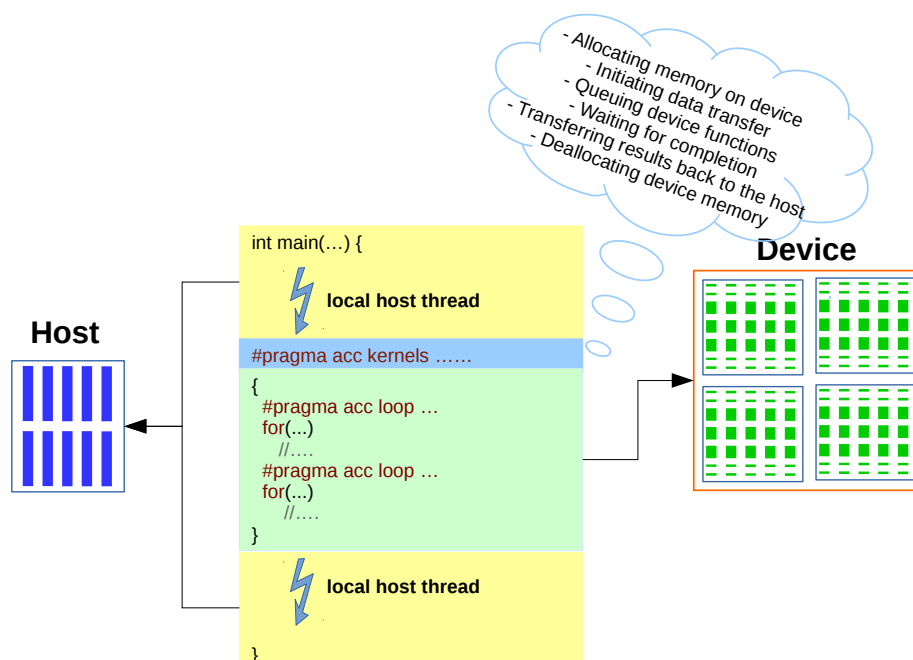 - Allocating memory on device
- Initiating data transfer
- Queuing device functions
- Waiting for completion
- Transferring results back to the host
- Deallocating device memory
Device
Host
int main(…) {
local host thread
#pragma acc kernels ……
{
#pragma acc loop …
for(...)
//….
#pragma acc loop …
for(...)
//….
}
local host thread
}